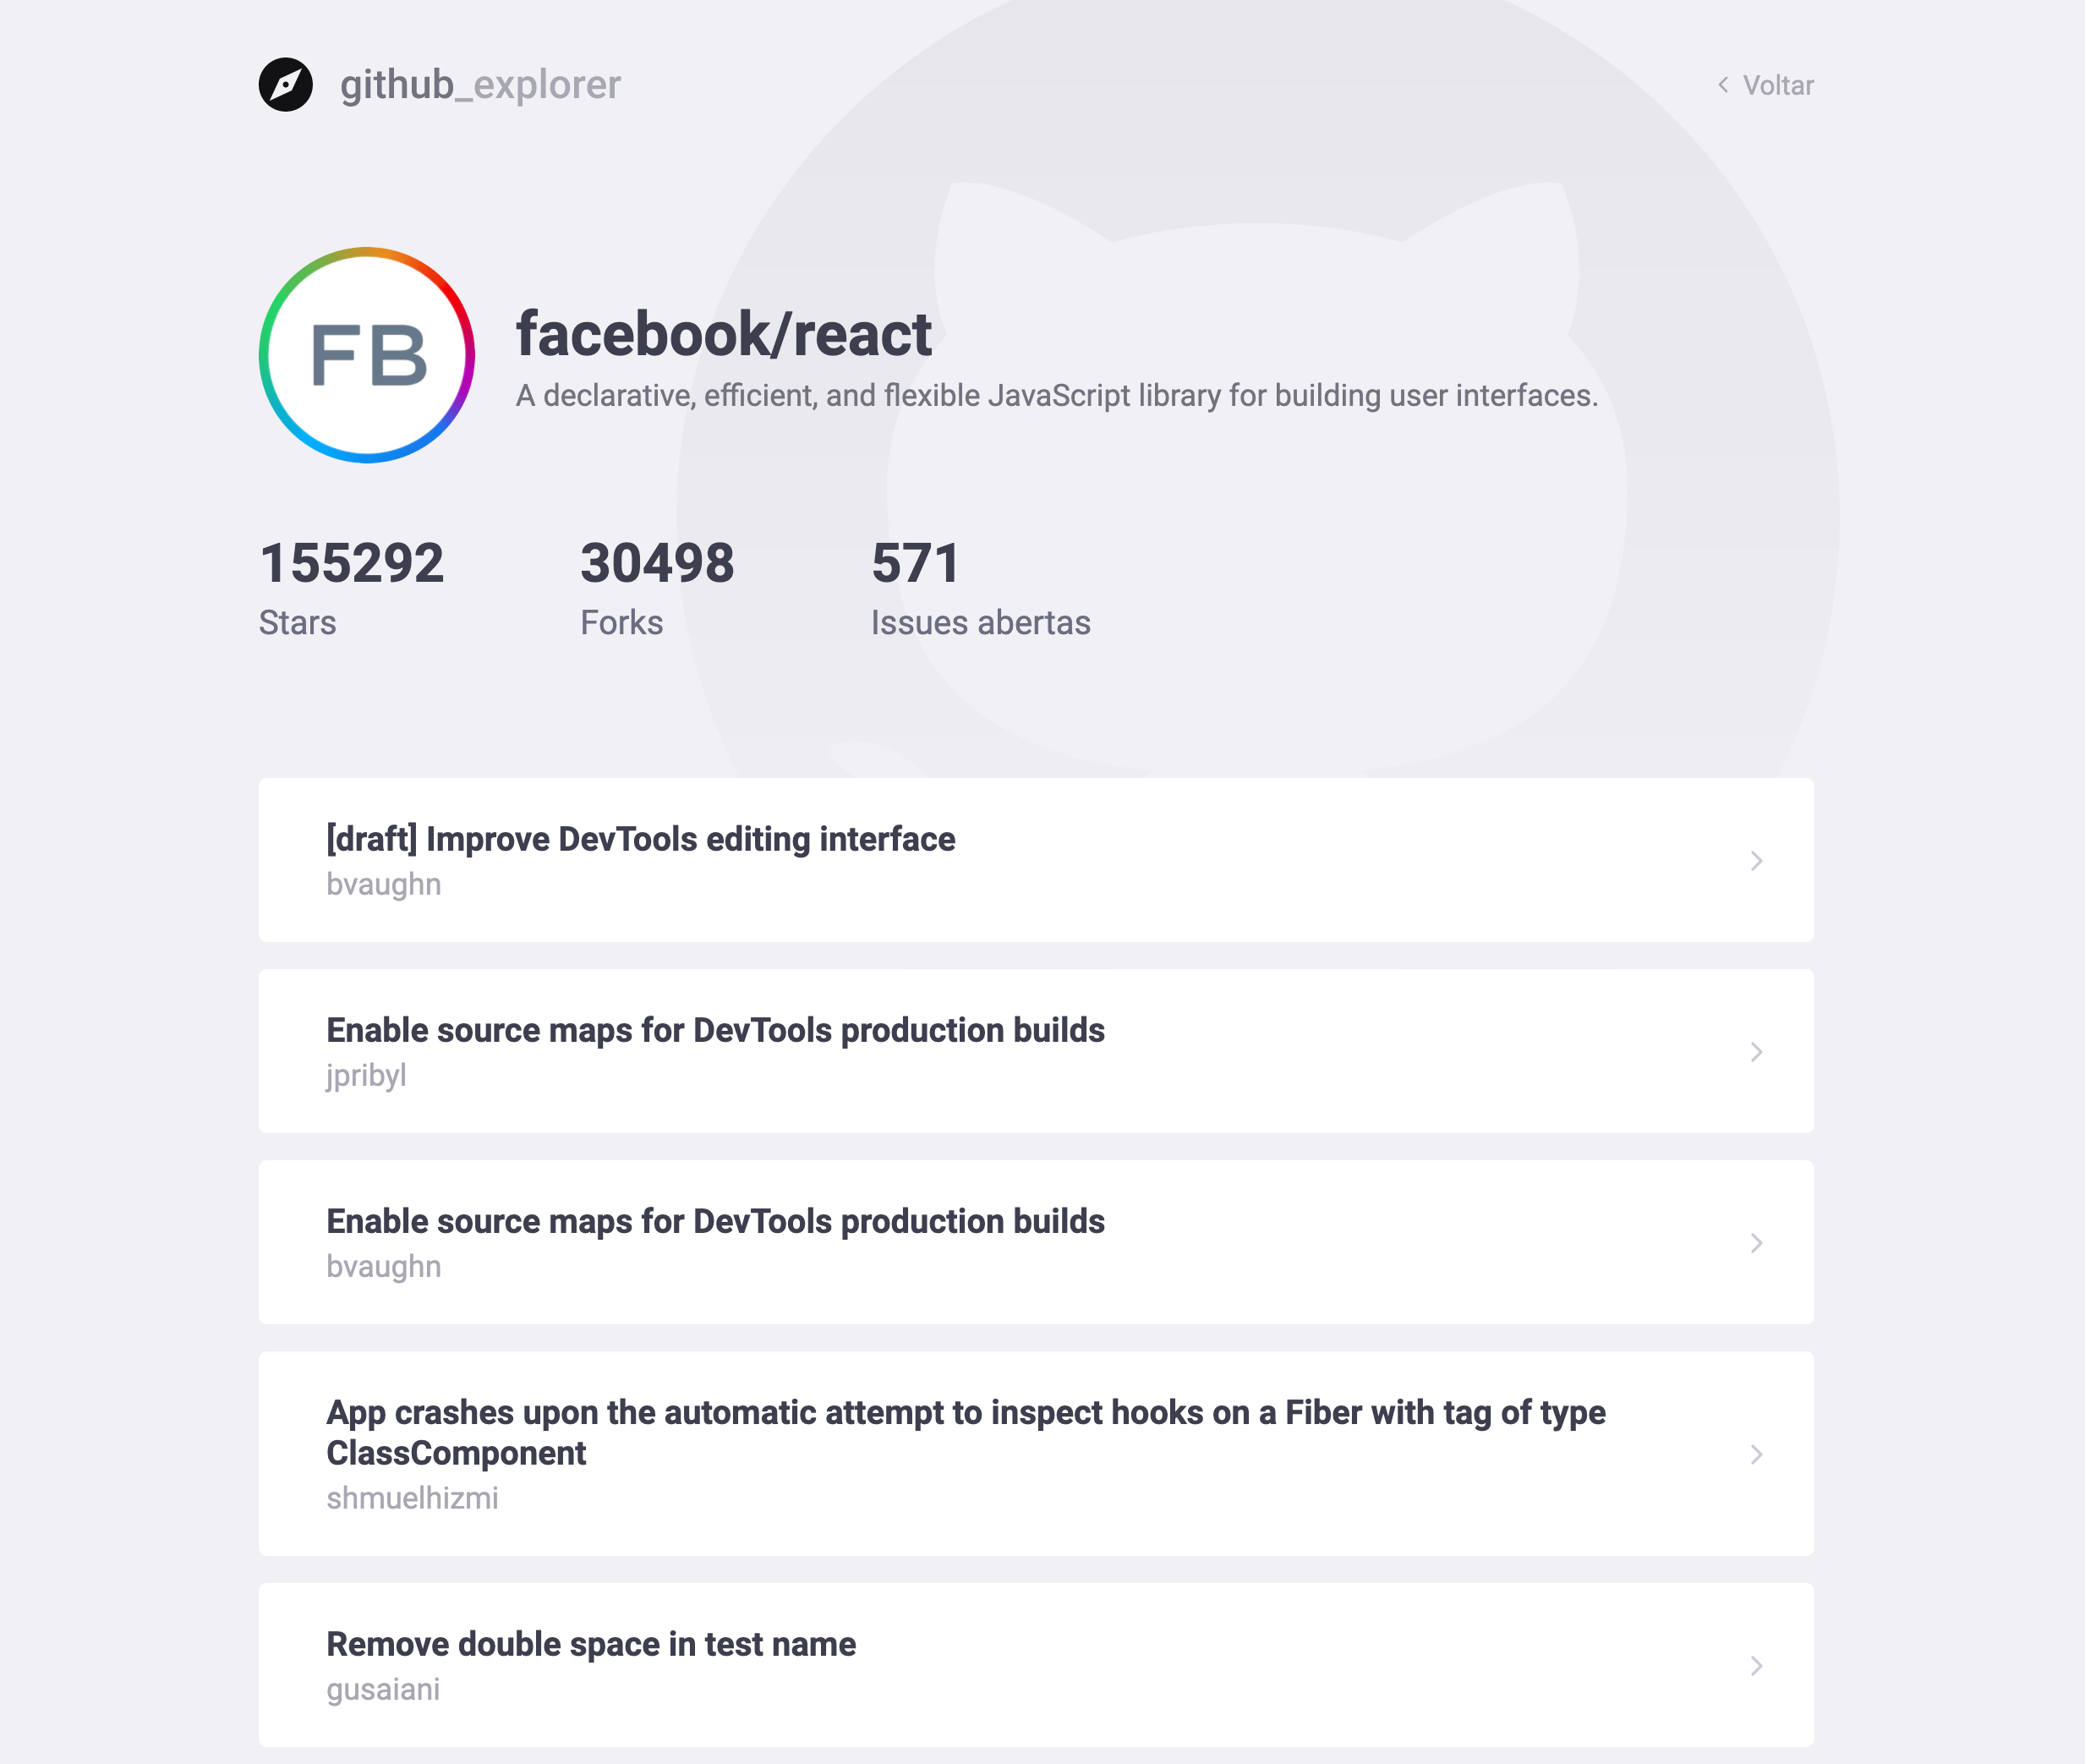 github_explorer
Voltar
FB
facebook/react
A declarative, efficient, and flexible JavaScript library for building user interfaces.
155292
Stars
30498
Forks
571
Issues abertas
[draft] Improve DevTools editing interface
bvaughn
Enable source maps for DevTools production builds
jpribyl
Enable source maps for DevTools production builds
bvaughn
App crashes upon the automatic attempt to inspect hooks on a Fiber with tag of type
ClassComponent
shmuelhizmi
Remove double space in test name
gusaiani